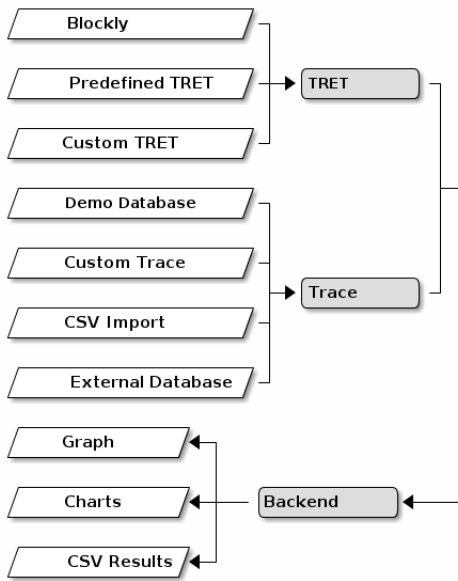 Blockly
Predefined TRET
TRET
Custom TRET
Demo Database
Custom Trace
Trace
CSV Import
External Database
Graph
Charts
Backend
CSV Results